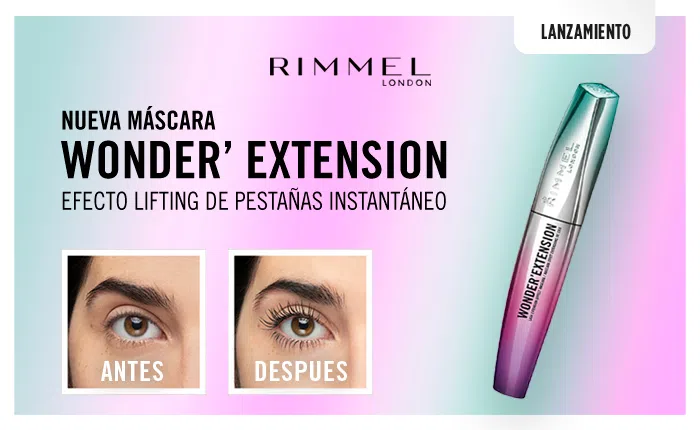 LANZAMIENTO
RIMMEL
LONDON
NUEVA MÁSCARA
WONDER' EXTENSION
EFECTO LIFTING DE PESTAÑAS INSTANTÁNEO
ANTES
DESPUES
RIMMEL
LONDON
WONDER'EXTENSION